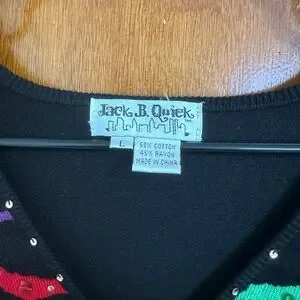 Jack B. Quick
L
55% COTTON
45% RAYON
MADE IN CHINA